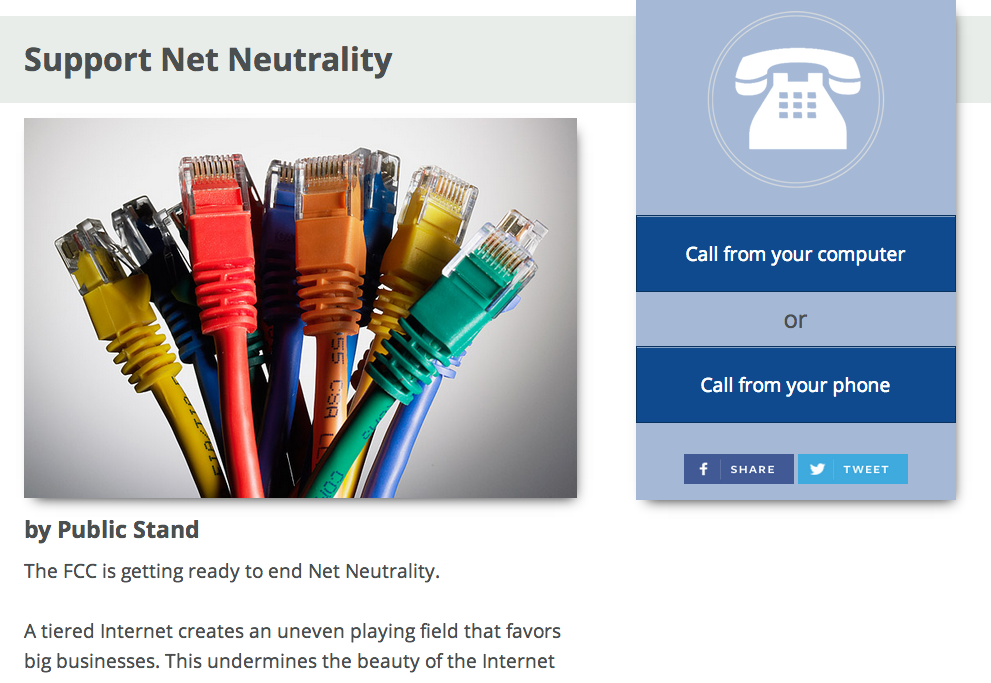 Support Net Neutrality
Call from your computer
or
Call from your phone
SHARE
TWEET
by Public Stand
The FCC is getting ready to end Net Neutrality.
A tiered Internet creates an uneven playing field that favors
big businesses. This undermines the beauty of the Internet